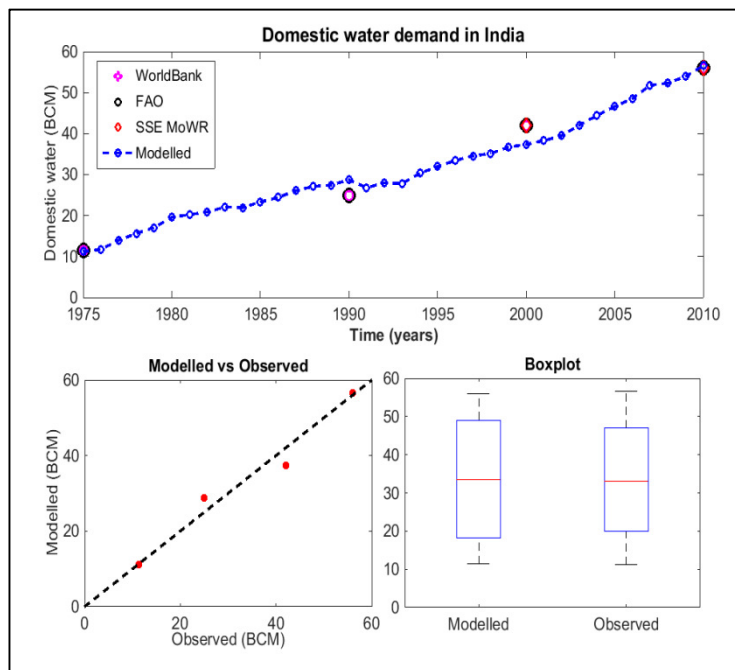 Domestic water demand in India
Domestic water (BCM)
60
50
40
30
20
10
0
WorldBank
FAO
SSE MoWR
Modelled
1975 1980 1985 1990 1995 2000 2005 2010
Time (years)
Modelled vs Observed
Modelled (BCM)
60
40
20
0
0 20 40 60
Observed (BCM)
Boxplot
60
50
40
30
20
10
0
Modelled Observed